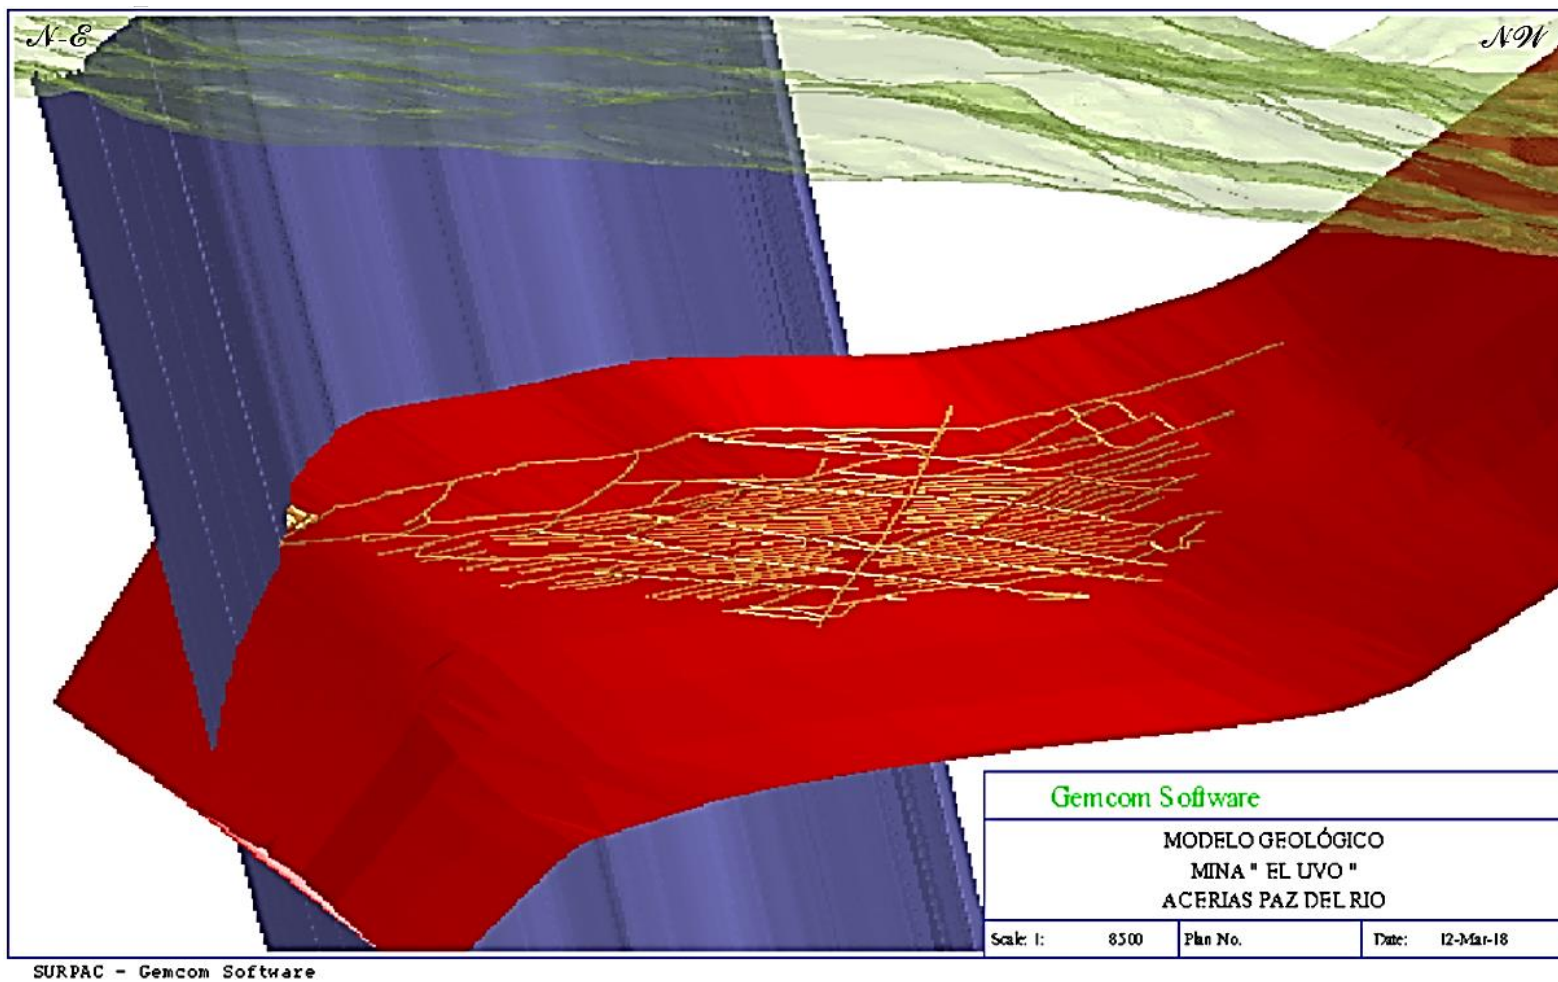 N-E
NW
Gemcom Software
MODELO GEOLÓGICO
MINA " EL UVO "
ACERIAS PAZ DEL RIO
Scale: 1: 8500 Plan No. Date: 12-Mar-18
SURPAC - Gemcom Software